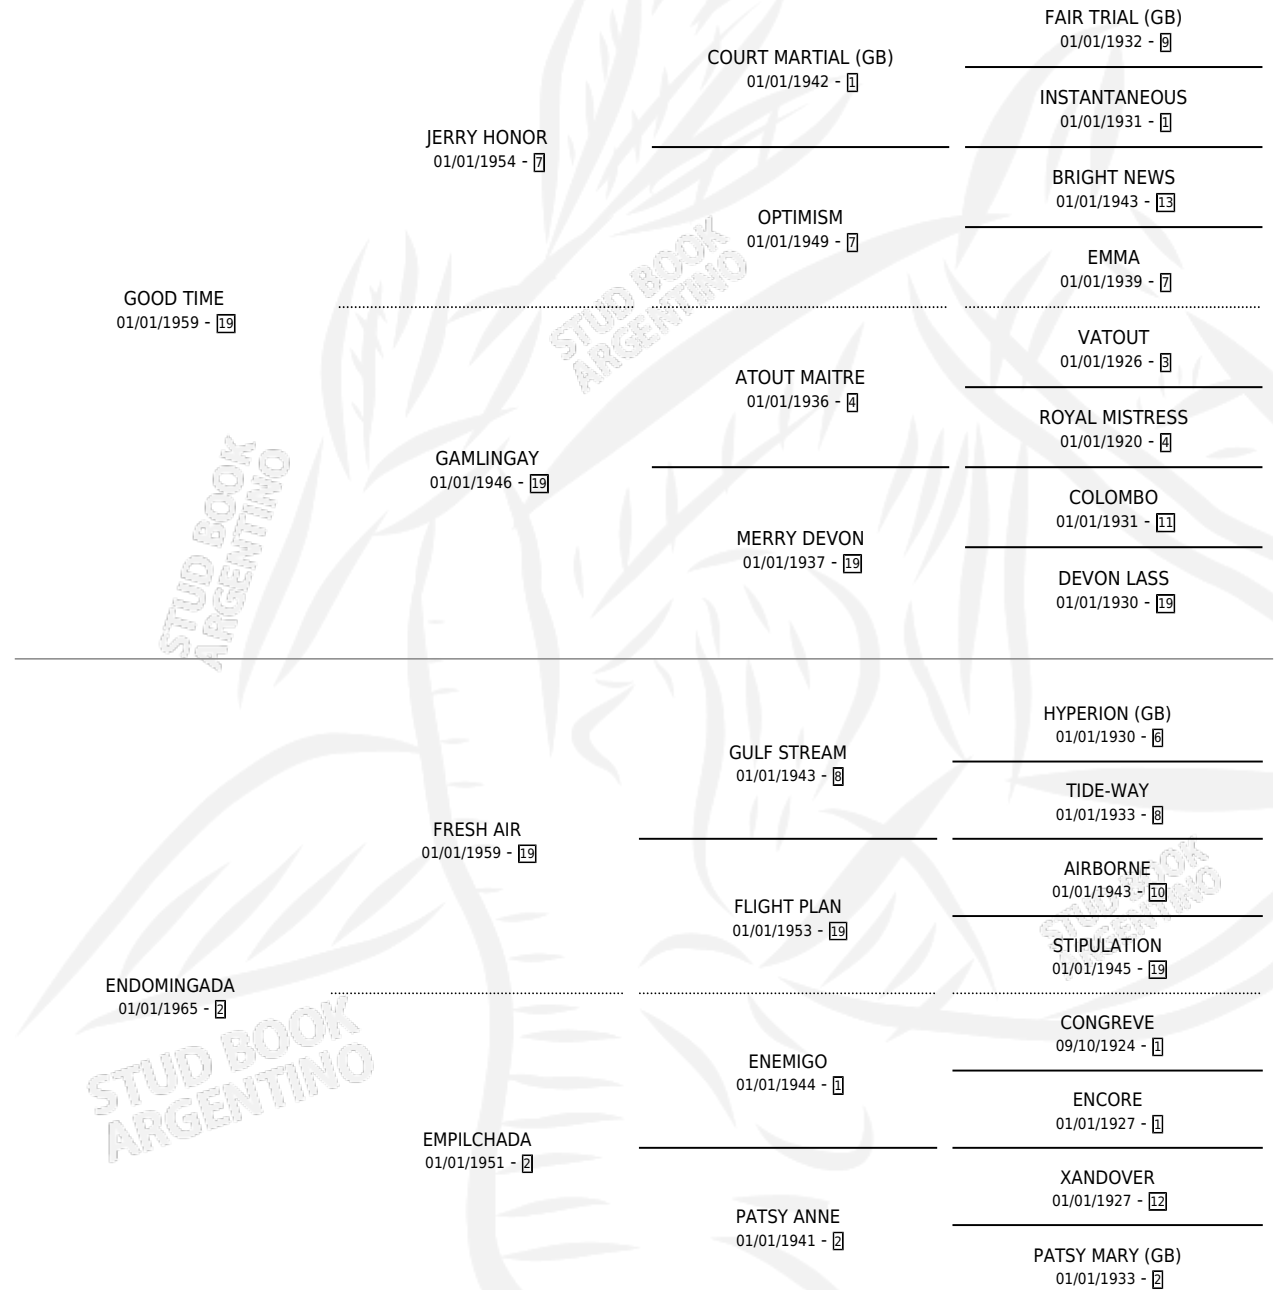 FAIR TRIAL (GB)
01/01/1932 - 9
COURT MARTIAL (GB)
01/01/1942 - 1
INSTANTANEOUS
01/01/1931 - 1
JERRY HONOR
01/01/1954 - 7
BRIGHT NEWS
01/01/1943 - 13
OPTIMISM
01/01/1949 - 7
EMMA
01/01/1939 - 7
GOOD TIME
01/01/1959 - 19
VATOUT
01/01/1926 - 3
ATOUT MAITRE
01/01/1936 - 4
ROYAL MISTRESS
01/01/1920 - 4
GAMLINGAY
01/01/1946 - 19
COLOMBO
01/01/1931 - 11
MERRY DEVON
01/01/1937 - 19
DEVON LASS
01/01/1930 - 19
HYPERION (GB)
01/01/1930 - 6
GULF STREAM
01/01/1943 - 8
TIDE-WAY
01/01/1933 - 8
FRESH AIR
01/01/1959 - 19
AIRBORNE
01/01/1943 - 10
FLIGHT PLAN
01/01/1953 - 19
STIPULATION
01/01/1945 - 19
ENDOMINGADA
01/01/1965 - 2
CONGREVE
09/10/1924 - 1
ENEMIGO
01/01/1944 - 1
ENCORE
01/01/1927 - 1
EMPILCHADA
01/01/1951 - 2
XANDOVER
01/01/1927 - 12
PATSY ANNE
01/01/1941 - 2
PATSY MARY (GB)
01/01/1933 - 2
STUD BOOK
ARGENTINO
STUD BOOK
ARGENTINO
STUD BOOK
ARGENTINO
STUD BOOK
ARGENTINO